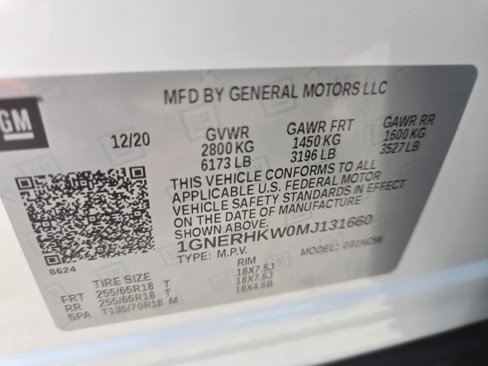 MFD BY GENERAL MOTORS LLC
GM
12/20
GVWR GAWR FRT GAWR RR
2800 KG 1450 KG 1600 KG
6173 LB 3196 LB 3527 LB
THIS VEHICLE CONFORMS TO ALL
APPLICABLE U.S. FEDERAL MOTOR
VEHICLE SAFETY STANDARDS IN EFFECT
ON THE DATE OF MANUFACTURE
SHOWN ABOVE.
1GNERHKW0MJ131660
8624
TYPE: M.P.V. MODEL: 001NC56
TIRE SIZE RIM
FRT 255/65R18 T 18X7.5J
RR 255/65R18 T 18X7.5J
SPA T135/70R18 M 18X4.5B